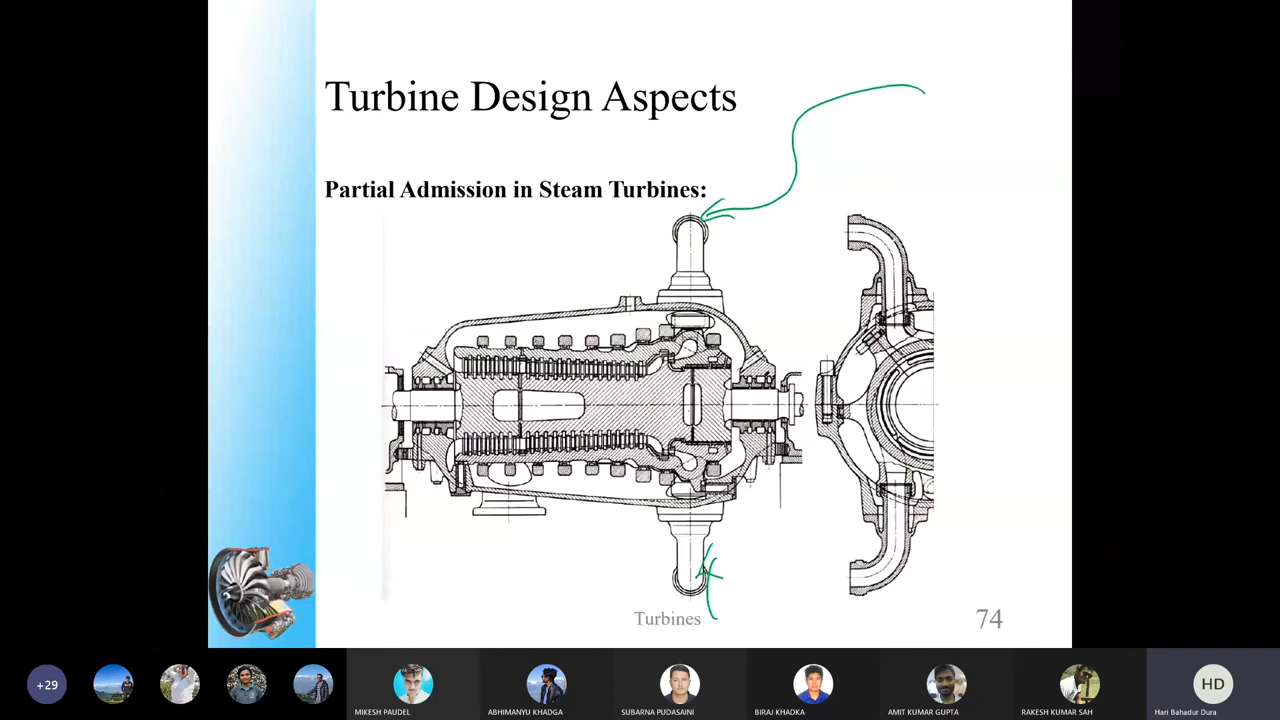 Turbine Design Aspects
Partial Admission in Steam Turbines:
Turbines
74
+29
MIKESH PAUDEL
ABHIMANYU KHADGA
SUBARNA PUDASAINI
BIRAJ KHADKA
AMIT KUMAR GUPTA
RAKESH KUMAR SAH
HD
Hari Bahadur Dura